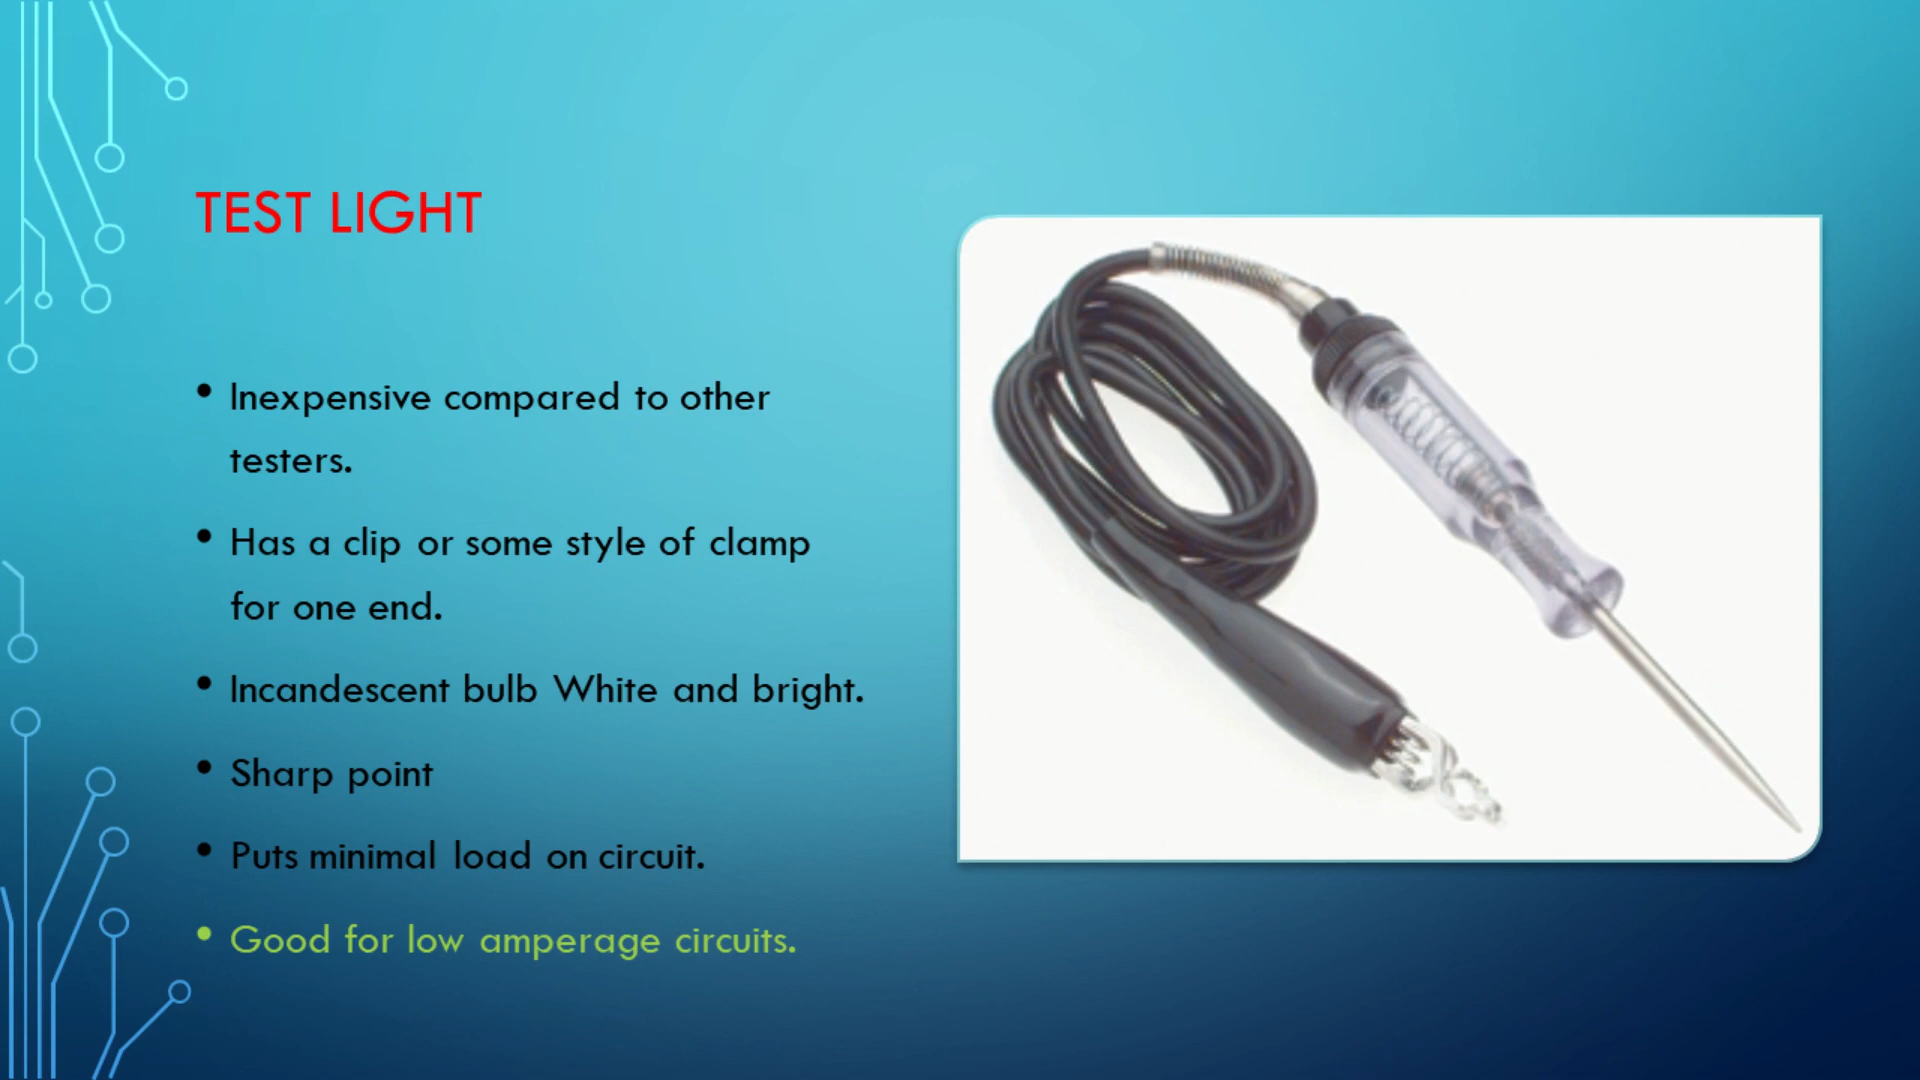 TEST LIGHT
• Inexpensive compared to other
testers.
• Has a clip or some style of clamp
for one end.
• Incandescent bulb White and bright.
• Sharp point
• Puts minimal load on circuit.
• Good for low amperage circuits.